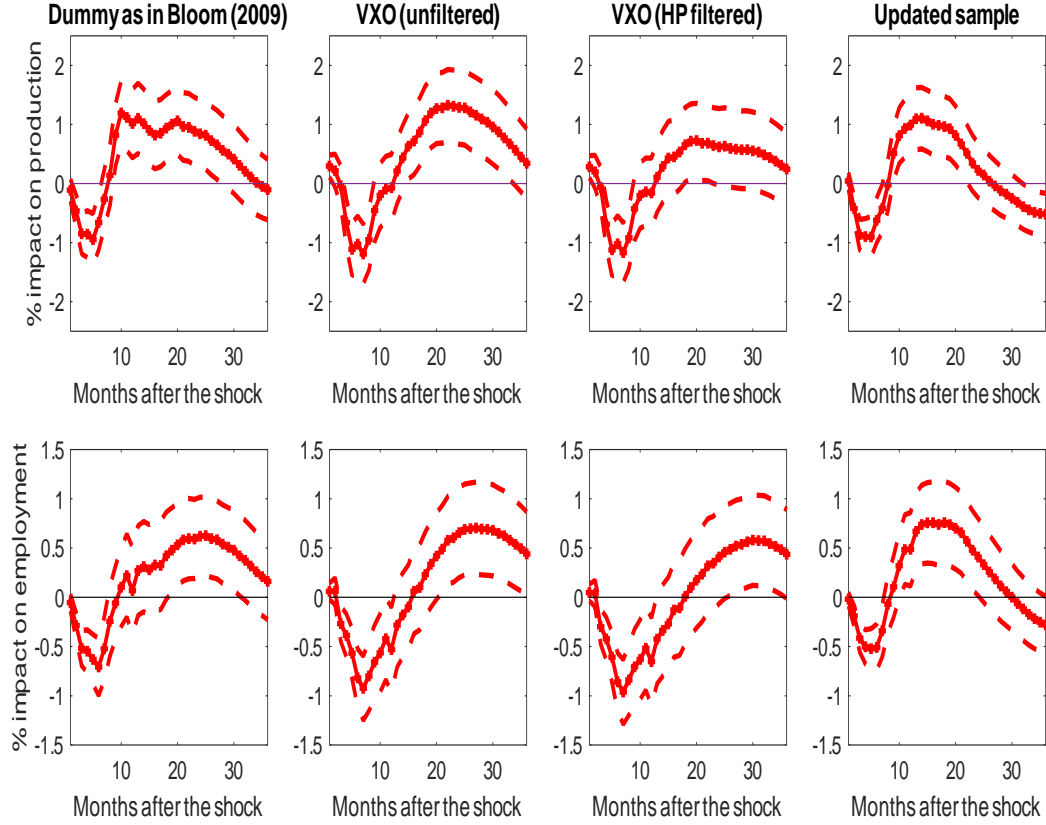 Dummy as in Bloom (2009)
VXO (unfiltered)
VXO (HP filtered)
Updated sample
% impact on production
2
1
0
-1
-2
10 20 30
Months after the shock
2
1
0
-1
-2
10 20 30
Months after the shock
2
1
0
-1
-2
10 20 30
Months after the shock
2
1
0
-1
-2
10 20 30
Months after the shock
% impact on employment
1.5
1
0.5
0
-0.5
-1
-1.5
10 20 30
Months after the shock
1.5
1
0.5
0
-0.5
-1
-1.5
10 20 30
Months after the shock
1.5
1
0.5
0
-0.5
-1
-1.5
10 20 30
Months after the shock
1.5
1
0.5
0
-0.5
-1
-1.5
10 20 30
Months after the shock